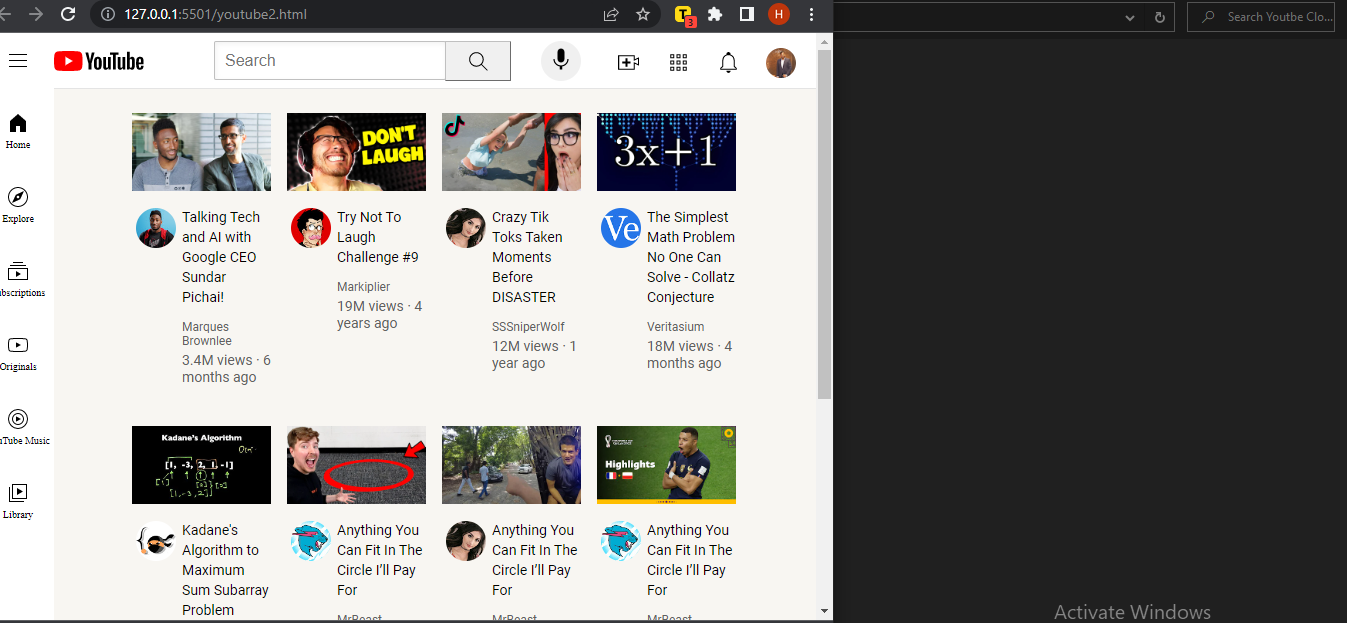 127.0.0.1:5501/youtube2.html
T
3
H
Search Youtbe Clo...
YouTube
Search
Home
Explore
bscriptions
Originals
uTube Music
Library
DON'T
LAUGH
3x+1
Talking Tech
and AI with
Google CEO
Sundar
Pichai!
Marques
Brownlee
3.4M views · 6
months ago
Try Not To
Laugh
Challenge #9
Markiplier
19M views · 4
years ago
Crazy Tik
Toks Taken
Moments
Before
DISASTER
SSSniperWolf
12M views · 1
year ago
Ve
The Simplest
Math Problem
No One Can
Solve - Collatz
Conjecture
Veritasium
18M views · 4
months ago
Kadane's Algorithm
[1, -3, 2, 1, -1]
Highlights
Kadane's
Algorithm to
Maximum
Sum Subarray
Problem
Anything You
Can Fit In The
Circle I’ll Pay
For
MrBeast
Anything You
Can Fit In The
Circle I’ll Pay
For
MrBeast
Anything You
Can Fit In The
Circle I’ll Pay
For
MrBeast
Activate Windows